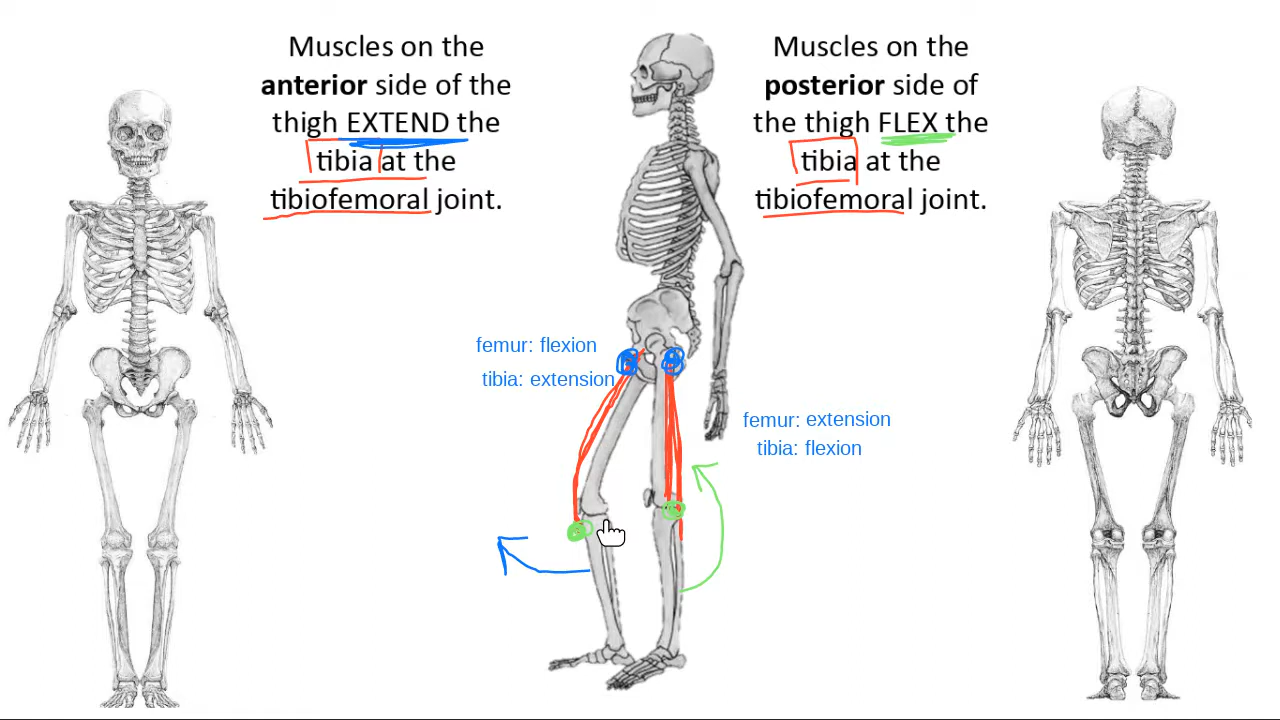 Muscles on the
anterior side of the
thigh EXTEND the
tibia at the
tibiofemoral joint.
Muscles on the
posterior side of
the thigh FLEX the
tibia at the
tibiofemoral joint.
femur: flexion
tibia: extension
femur: extension
tibia: flexion